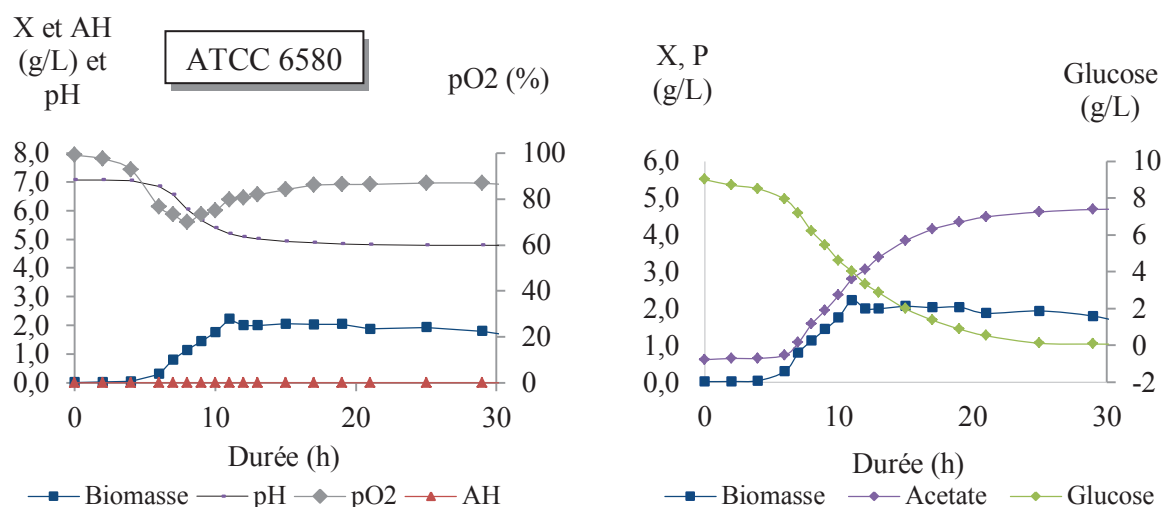 X et AH
(g/L) et
pH
ATCC 6580
pO2 (%)
8,0
7,0
6,0
5,0
4,0
3,0
2,0
1,0
0,0
100
80
60
40
20
0
0
10
20
30
Durée (h)
Biomasse
pH
pO2
AH
X, P
(g/L)
Glucose
(g/L)
6,0
5,0
4,0
3,0
2,0
1,0
0,0
10
8
6
4
2
0
-2
0
10
20
30
Durée (h)
Biomasse
Acetate
Glucose